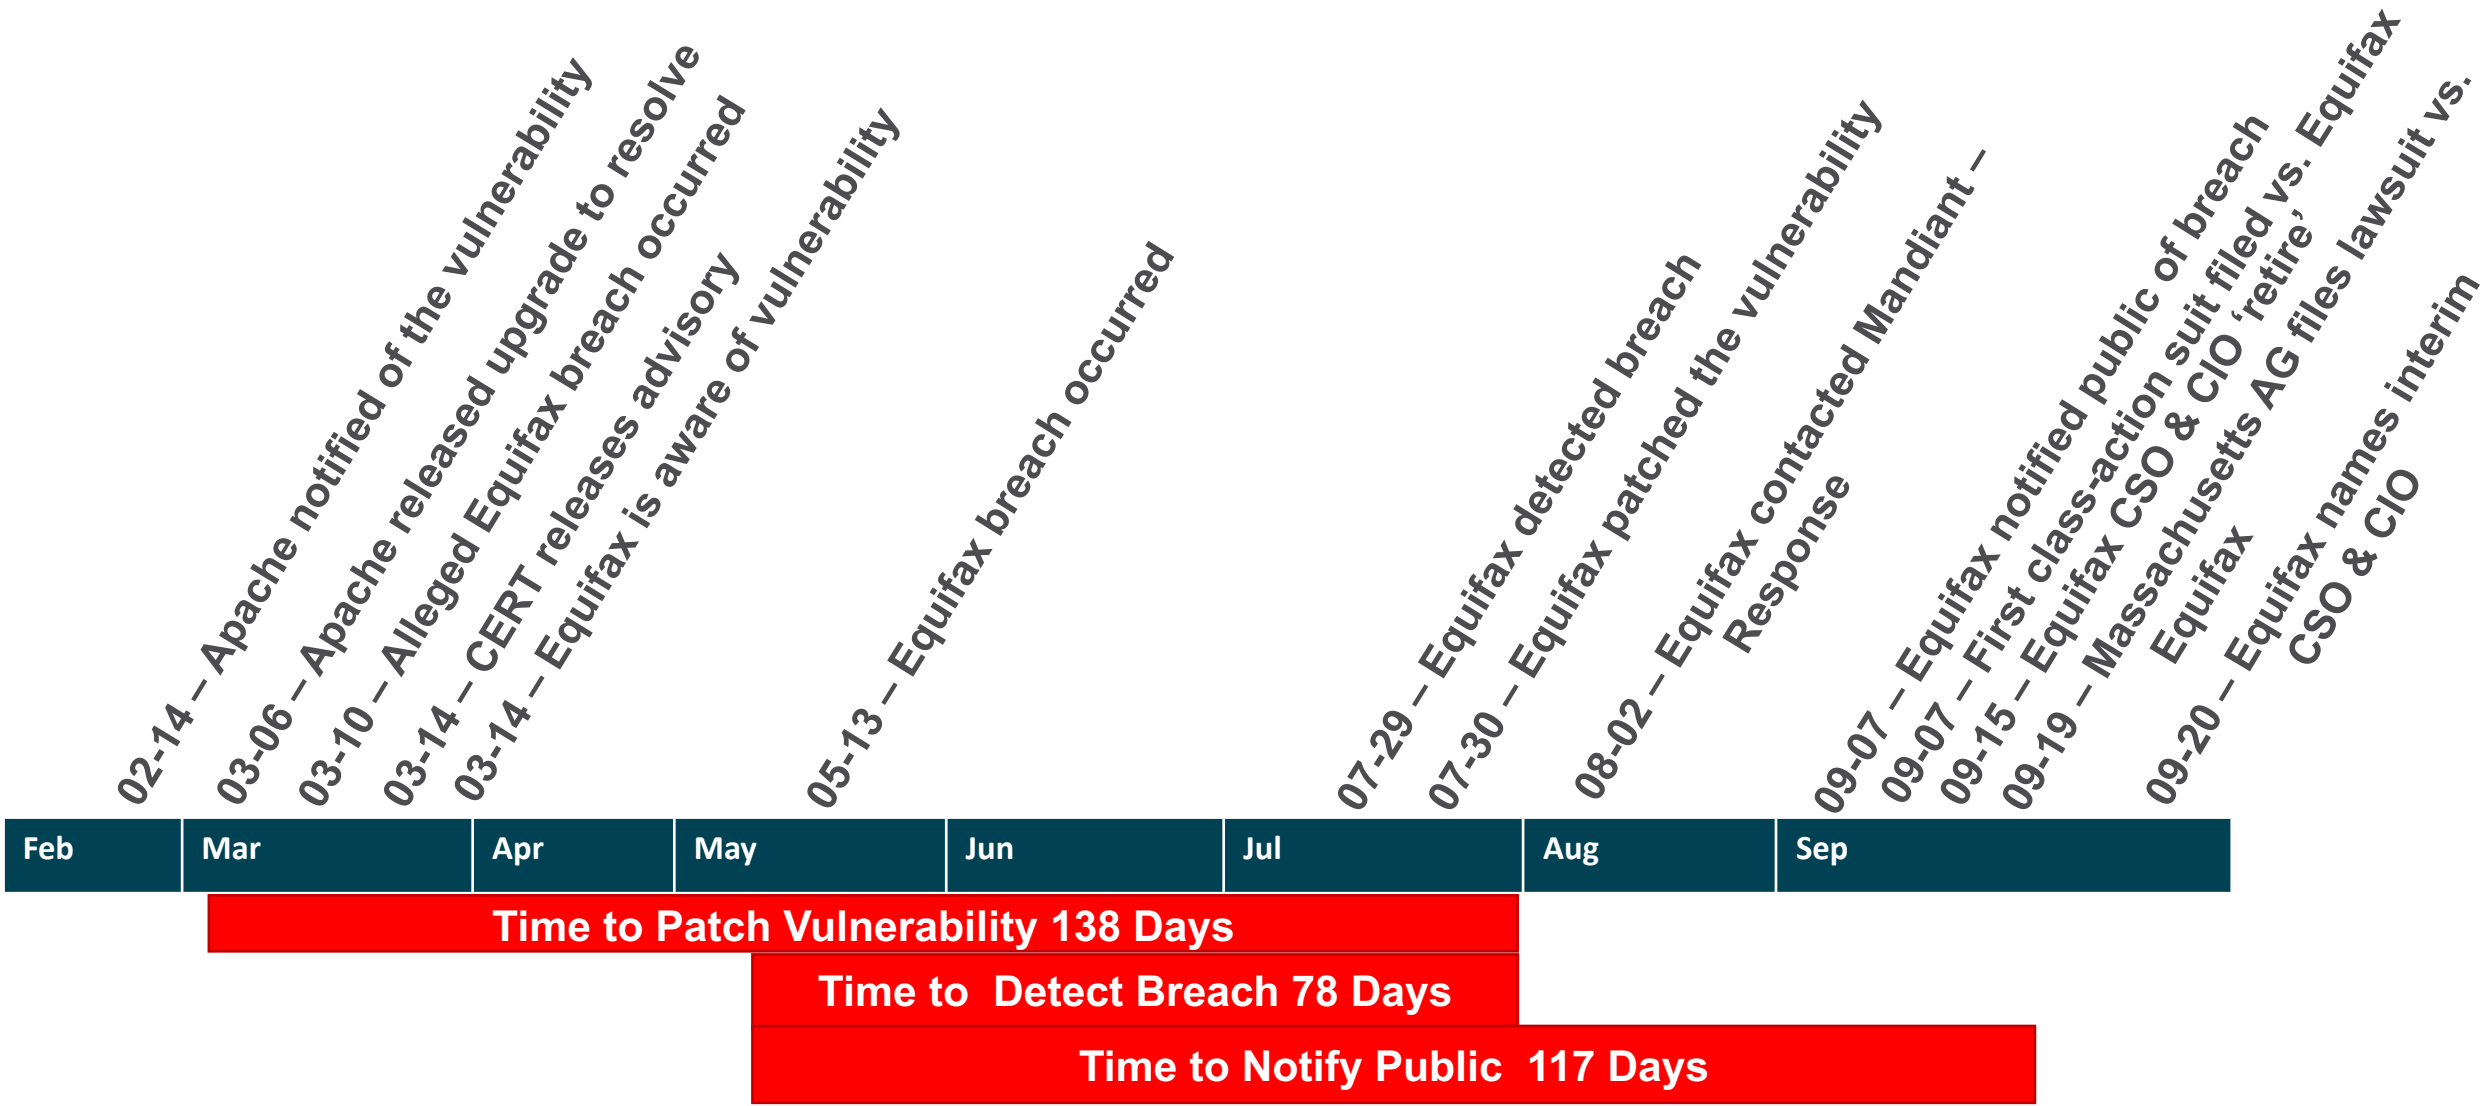 02-14 – Apache notified of the vulnerability
03-06 – Apache released upgrade to resolve
03-10 – Alleged Equifax breach occurred
03-14 – CERT releases advisory
03-14 – Equifax is aware of vulnerability
05-13 – Equifax breach occurred
07-29 – Equifax detected breach
07-30 – Equifax patched the vulnerability
08-02 – Equifax contacted Mandiant –
Response
09-07 – Equifax notified public of breach
09-07 – First class-action suit filed vs. Equifax
09-15 – Equifax CSO & CIO ‘retire’
09-19 – Massachusetts AG files lawsuit vs.
Equifax
09-20 – Equifax names interim
CSO & CIO
Feb Mar Apr May Jun Jul Aug Sep
Time to Patch Vulnerability 138 Days
Time to  Detect Breach 78 Days
Time to Notify Public  117 Days